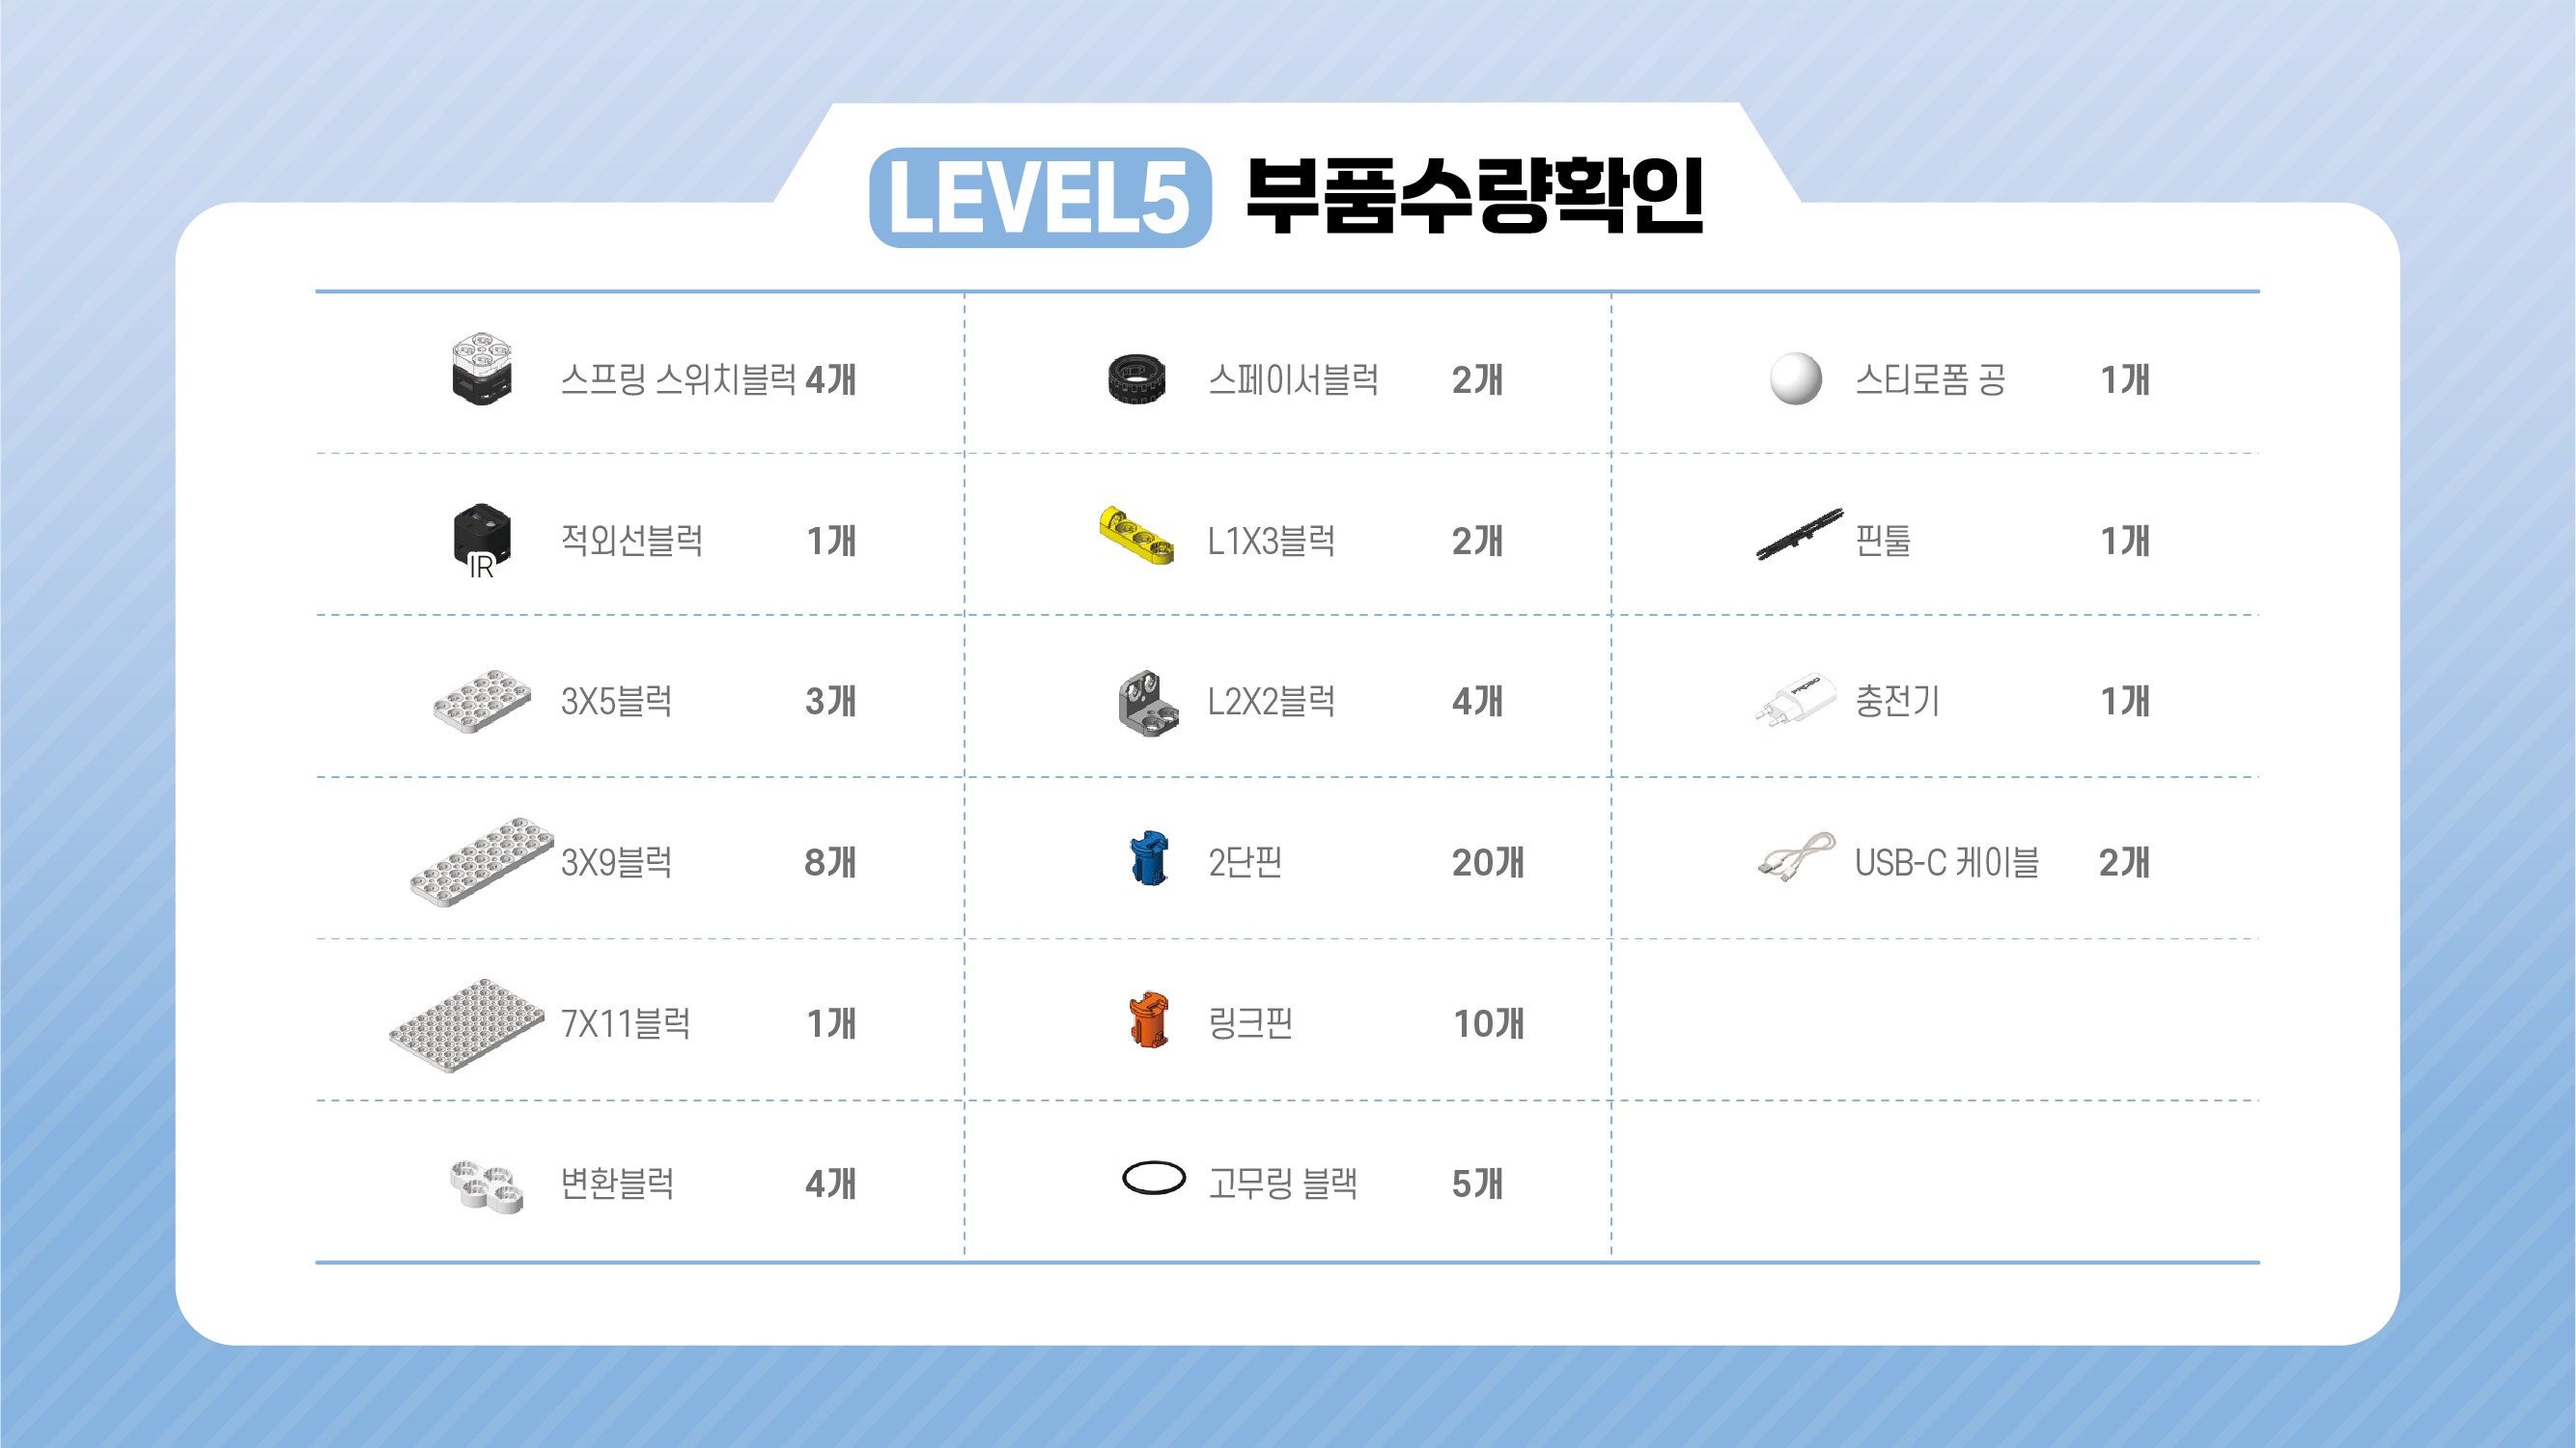 LEVEL5 부품수량확인
스프링 스위치블럭 4개
스페이서블럭 2개
스티로폼 공 1개
적외선블럭 1개
IR
L1X3블럭 2개
핀툴 1개
3X5블럭 3개
L2X2블럭 4개
충전기 1개
3X9블럭 8개
2단핀 20개
USB-C 케이블 2개
7X11블럭 1개
링크핀 10개
변환블럭 4개
고무링 블랙 5개